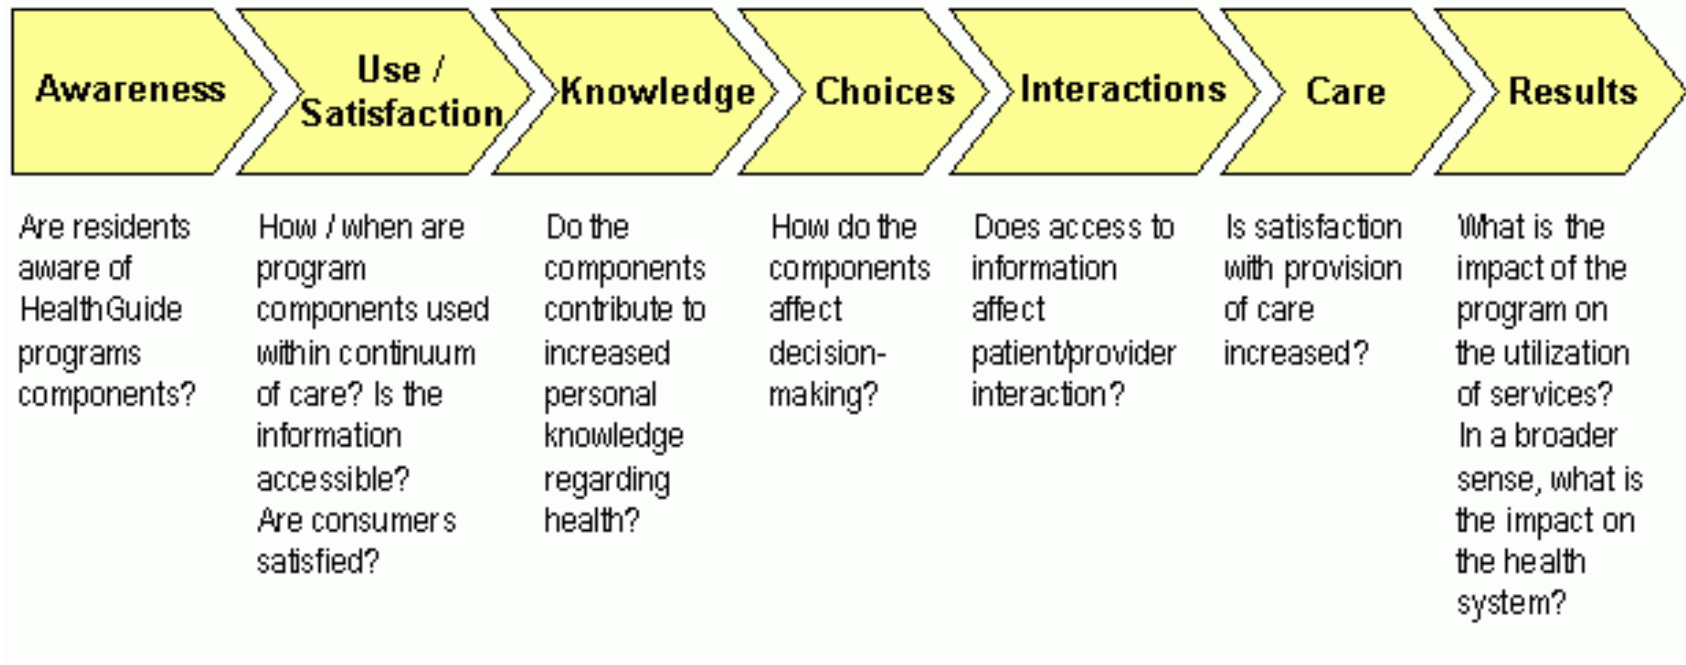 Awareness
Use /
Satisfaction
Knowledge
Choices
Interactions
Care
Results
Are residents
aware of
HealthGuide
programs
components?
How / when are
program
components used
within continuum
of care? Is the
information
accessible?
Are consumers
satisfied?
Do the
components
contribute to
increased
personal
knowledge
regarding
health?
How do the
components
affect
decision-
making?
Does access to
information
affect
patient/provider
interaction?
Is satisfaction
with provision
of care
increased?
What is the
impact of the
program on
the utilization
of services?
In a broader
sense, what is
the impact on
the health
system?